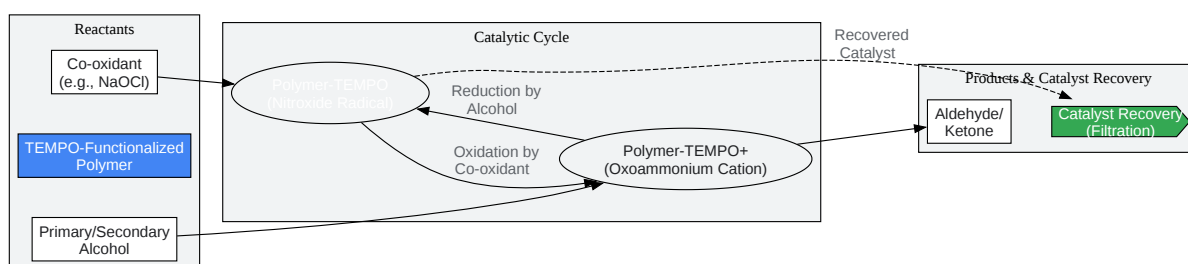 Reactants
Co-oxidant
(e.g., NaOCl)
TEMPO-Functionalized
Polymer
Primary/Secondary
Alcohol
Catalytic Cycle
Polymer-TEMPO
(Nitroxide Radical)
Reduction by
Alcohol
Oxidation by
Co-oxidant
Polymer-TEMPO+
(Oxoammonium Cation)
Recovered
Catalyst
Products & Catalyst Recovery
Aldehyde/
Ketone
Catalyst Recovery
(Filtration)